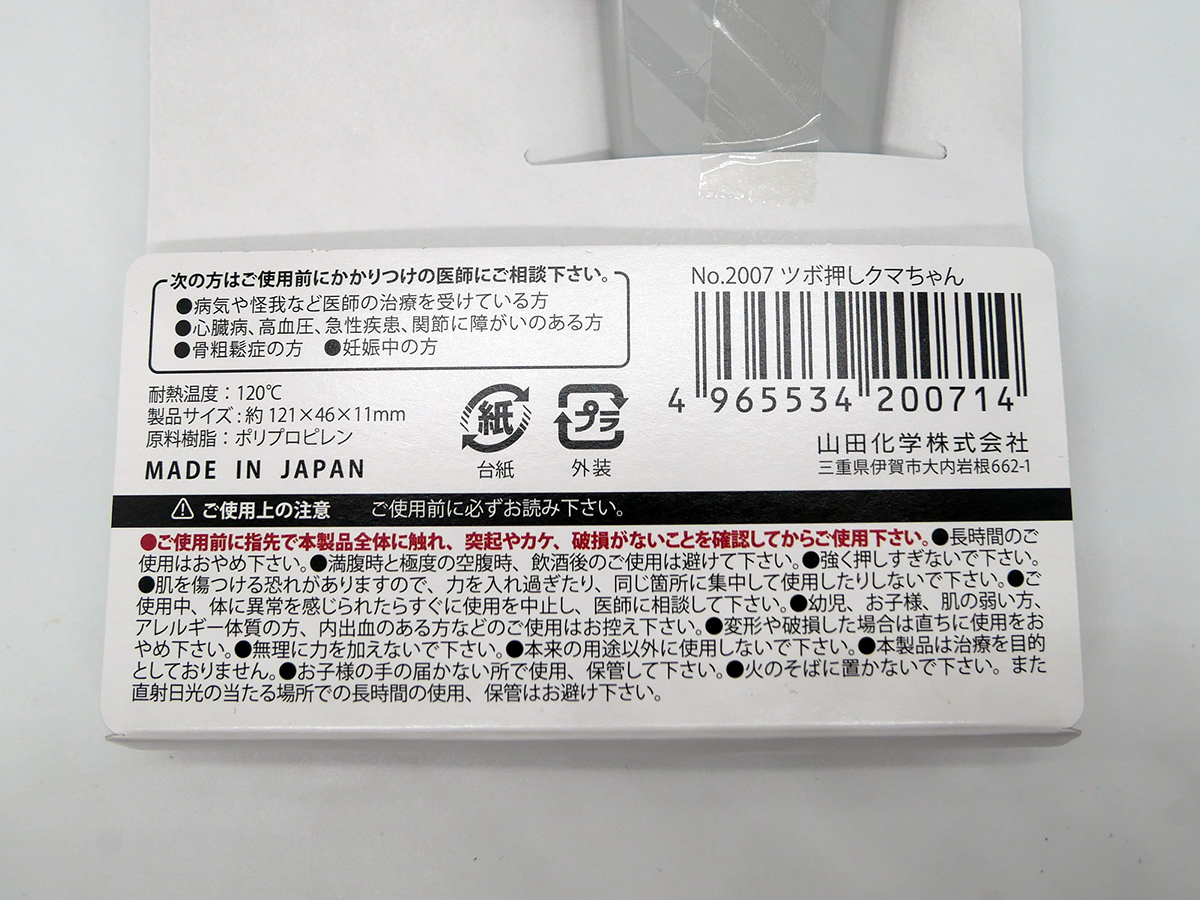 次の方はご使用前にかかりつけの医師にご相談下さい。
●病気や怪我など医師の治療を受けている方
●心臓病、高血圧、急性疾患、関節に障がいのある方
●骨粗鬆症の方 ●妊娠中の方
耐熱温度：120℃
製品サイズ：約 121×46×11mm
原料樹脂：ポリプロピレン
MADE IN JAPAN
紙
台紙
プラ
外装
No.2007 ツボ押しクマちゃん
4 965534 200714
山田化学株式会社
三重県伊賀市大内岩根662-1
ご使用上の注意 ご使用前に必ずお読み下さい。
●ご使用前に指先で本製品全体に触れ、突起やカケ、破損がないことを確認してからご使用下さい。●長時間のご
使用はおやめ下さい。●満腹時と極度の空腹時、飲酒後のご使用は避けて下さい。●強く押しすぎないで下さい。
●肌を傷つける恐れがありますので、力を入れ過ぎたり、同じ箇所に集中して使用したりしないで下さい。●ご
使用中、体に異常を感じられたらすぐに使用を中止し、医師に相談して下さい。●幼児、お子様、肌の弱い方、
アレルギー体質の方、内出血のある方などのご使用はお控え下さい。●変形や破損した場合は直ちに使用をお
やめ下さい。●無理に力を加えないで下さい。●本来の用途以外に使用しないで下さい。●本製品は治療を目的
としておりません。●お子様の手の届かない所で使用、保管して下さい。●火のそばに置かないで下さい。また
直射日光の当たる場所での長時間の使用、保管はお避け下さい。